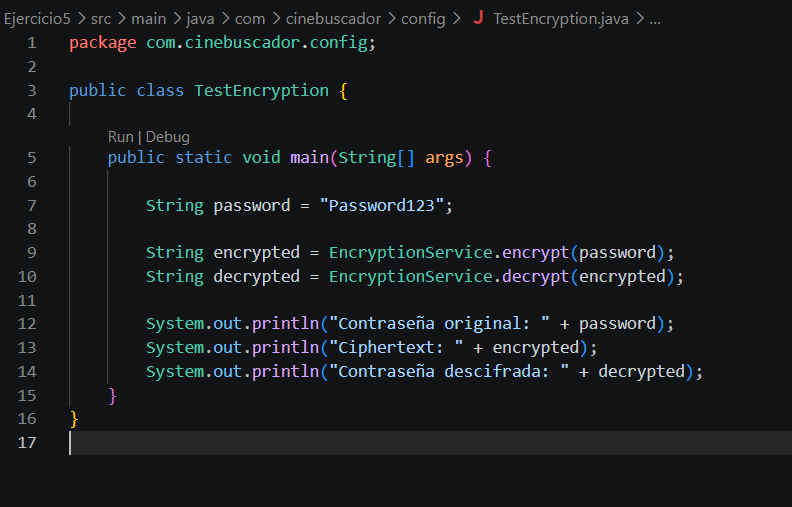 Ejercicio5 > src > main > java > com > cinebuscador > config > J TestEncryption.java > ...
1 package com.cinebuscador.config;
2
3 public class TestEncryption {
4
Run | Debug
5 public static void main(String[] args) {
6
7 String password = "Password123";
8
9 String encrypted = EncryptionService.encrypt(password);
10 String decrypted = EncryptionService.decrypt(encrypted);
11
12 System.out.println("Contraseña original: " + password);
13 System.out.println("Ciphertext: " + encrypted);
14 System.out.println("Contraseña descifrada: " + decrypted);
15 }
16 }
17